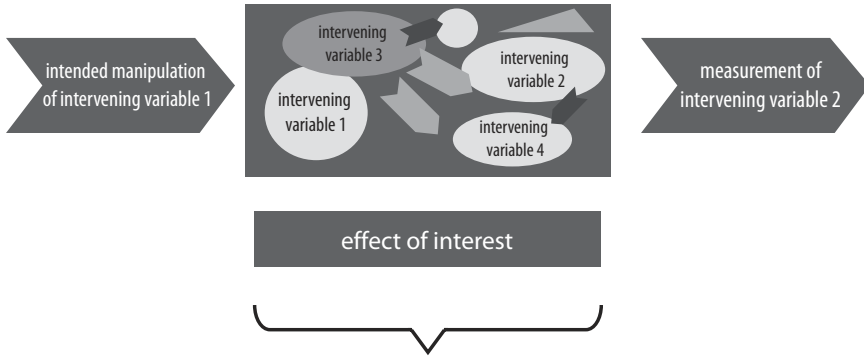 intended manipulation
of intervening variable 1
intervening
variable 3
intervening
variable 1
intervening
variable 2
intervening
variable 4
measurement of
intervening variable 2
effect of interest